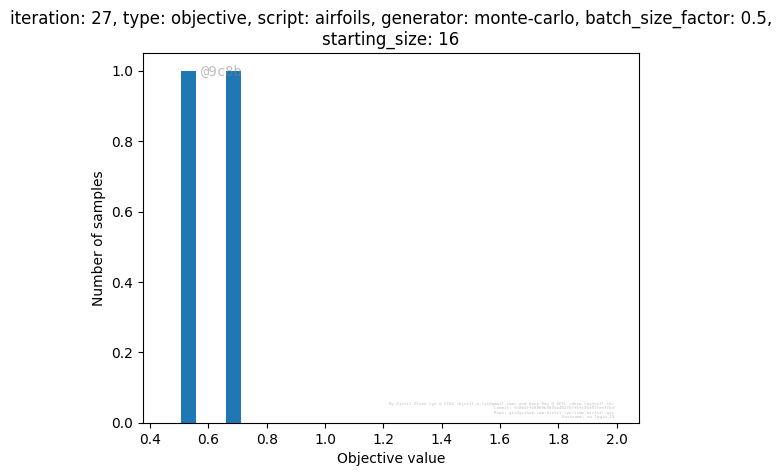 iteration: 27, type: objective, script: airfoils, generator: monte-carlo, batch_size_factor: 0.5,
starting_size: 16
@9c8b
1.0
0.8
0.6
0.4
0.2
0.0
Number of samples
0.4 0.6 0.8 1.0 1.2 1.4 1.6 1.8 2.0
Objective value